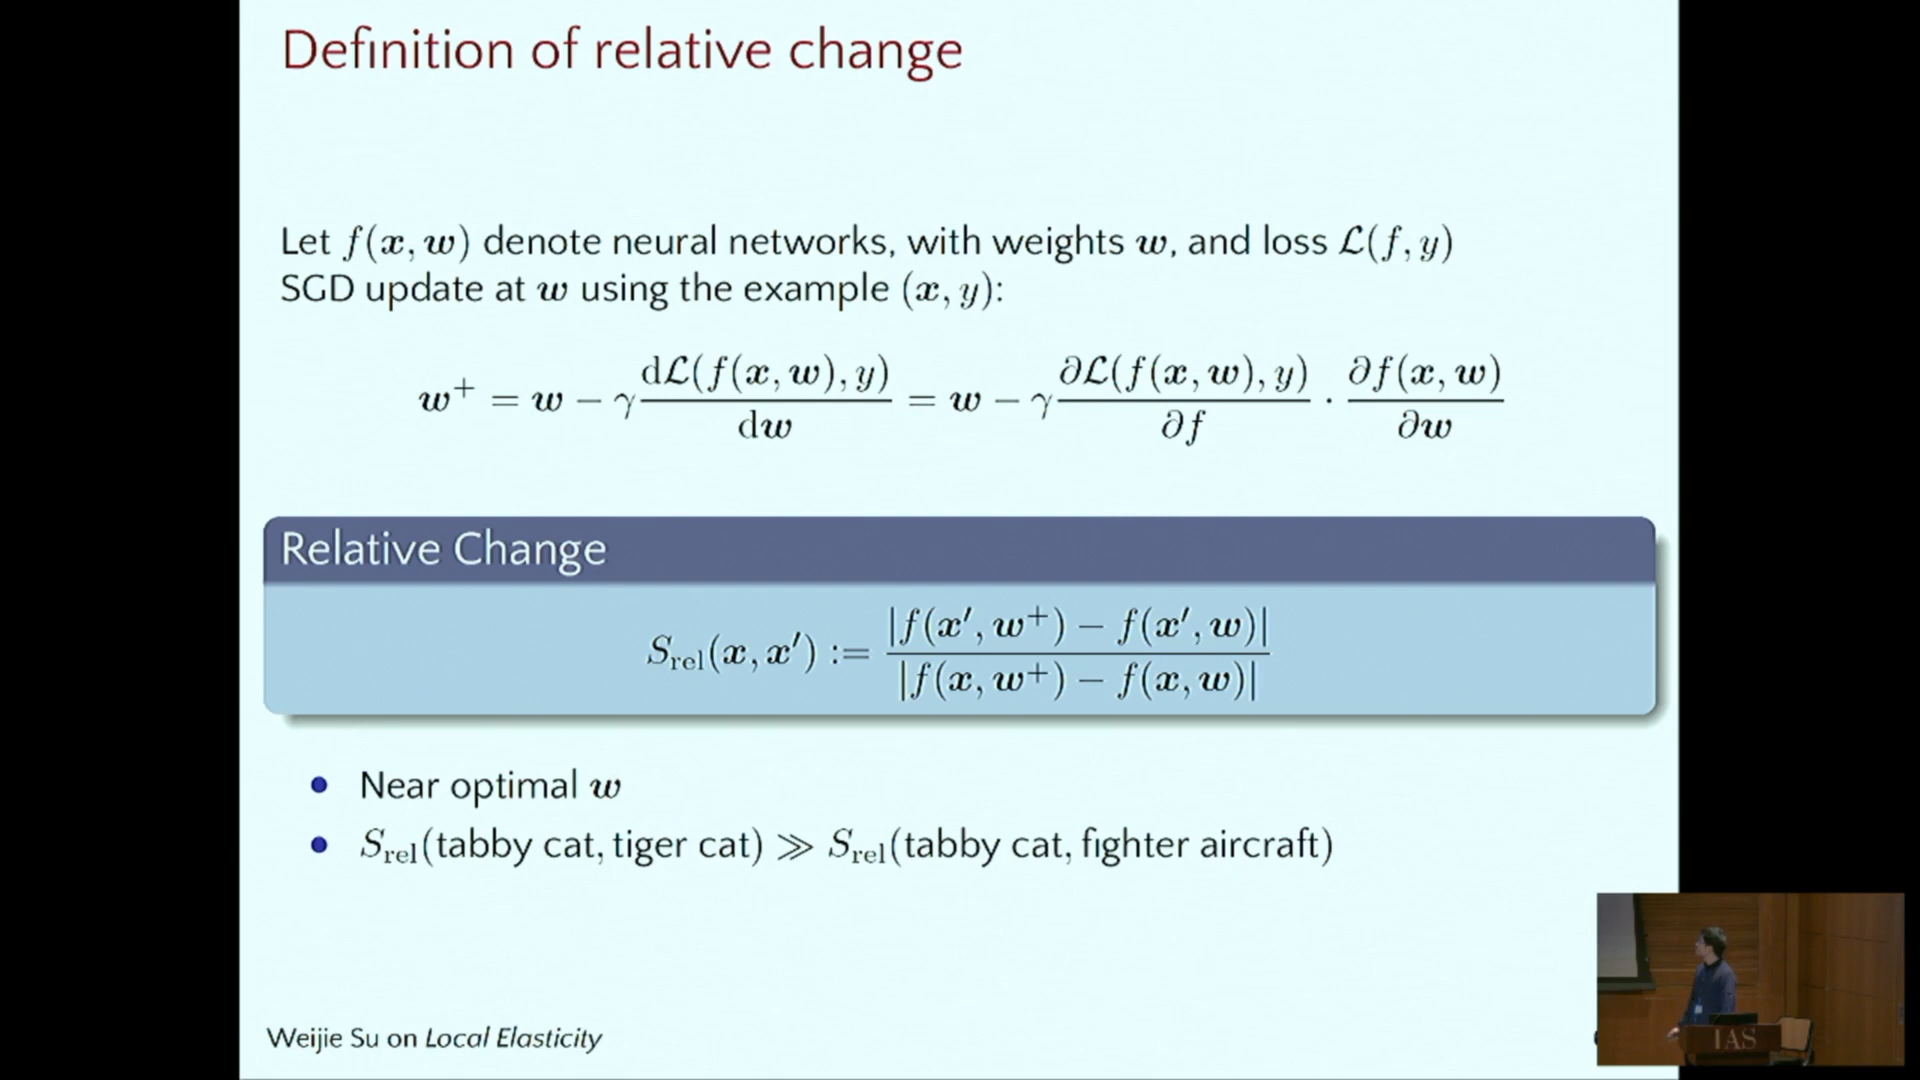 Definition of relative change
Let f(x, w) denote neural networks, with weights w, and loss ℒ(f, y)
SGD update at w using the example (x, y):
w⁺ = w − γ dℒ(f(x, w), y)/dw = w − γ ∂ℒ(f(x, w), y)/∂f · ∂f(x, w)/∂w
Relative Change
S_rel(x, x′) := |f(x′, w⁺) − f(x′, w)| / |f(x, w⁺) − f(x, w)|
• Near optimal w
• S_rel(tabby cat, tiger cat) ≫ S_rel(tabby cat, fighter aircraft)
Weijie Su on Local Elasticity
IAS